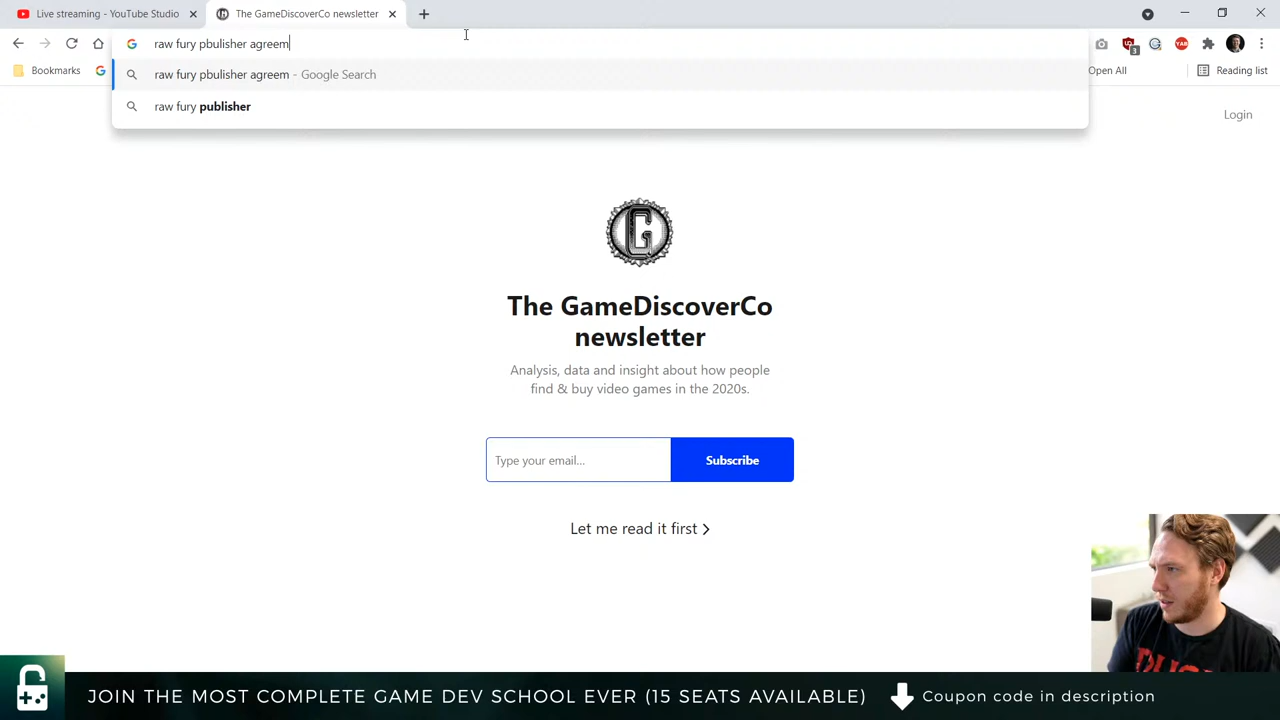 Live streaming - YouTube Studio
The GameDiscoverCo newsletter
raw fury pbulisher agreem
Bookmarks
raw fury pbulisher agreem - Google Search
Open All
Reading list
raw fury publisher
Login
The GameDiscoverCo
newsletter
Analysis, data and insight about how people
find & buy video games in the 2020s.
Type your email...
Subscribe
Let me read it first
JOIN THE MOST COMPLETE GAME DEV SCHOOL EVER (15 SEATS AVAILABLE)
Coupon code in description